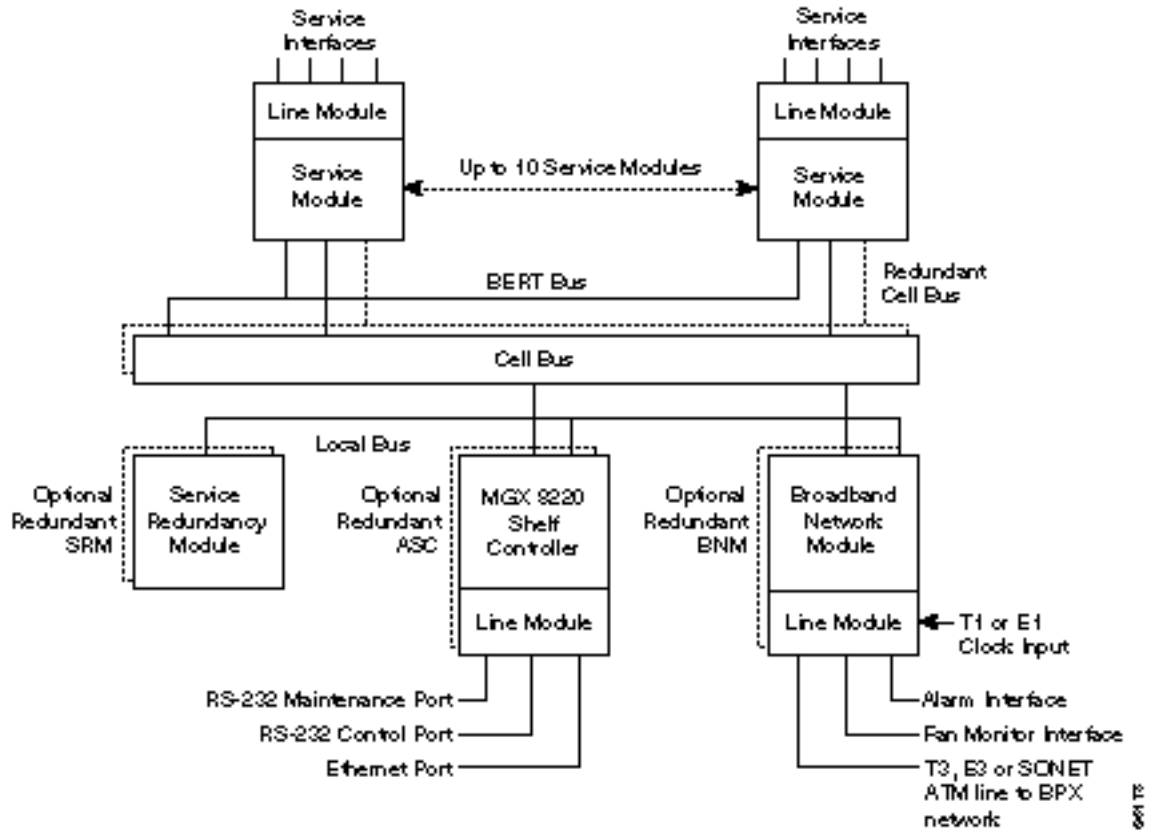 Service
Interfaces
Service
Interfaces
Line Module
Line Module
Service
Module
Up to 10 Service Modules
Service
Module
BERT Bus
Redundant
Cell Bus
Cell Bus
Local Bus
Optional
Redundant
SRM
Service
Redundancy
Module
Optional
Redundant
ASC
MGX 8220
Shelf
Controller
Optional
Redundant
BNM
Broadband
Network
Module
Line Module
Line Module
T1 or E1
Clock Input
RS-232 Maintenance Port
RS-232 Control Port
Ethernet Port
Alarm Interface
Fan Monitor Interface
T3, E3 or SONET
ATM line to BPX
network